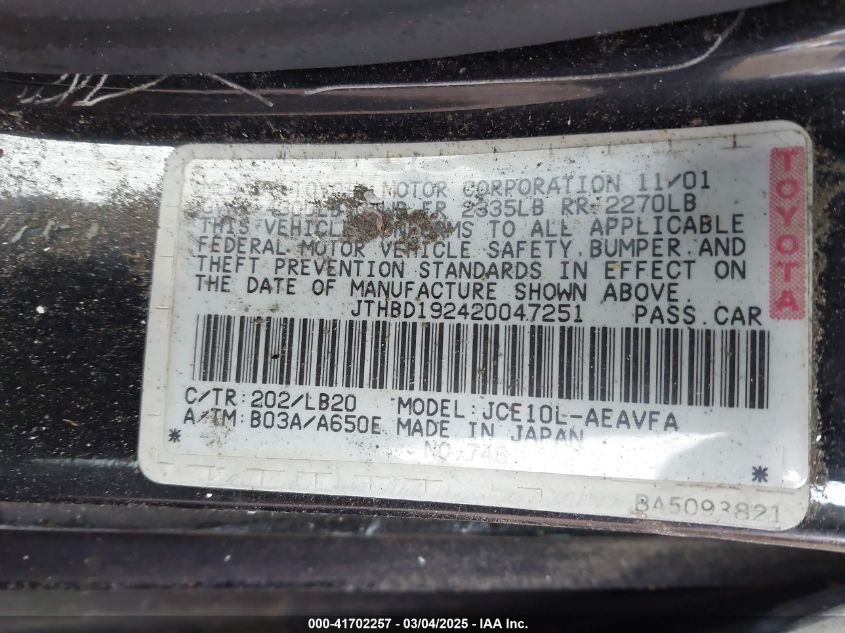 MOTOR CORPORATION 11/01
FR 2335LB RR 2270LB
THIS VEHICLE CONFORMS TO ALL APPLICABLE
FEDERAL MOTOR VEHICLE SAFETY, BUMPER, AND
THEFT PREVENTION STANDARDS IN EFFECT ON
THE DATE OF MANUFACTURE SHOWN ABOVE.
JTHBD192420047251 PASS.CAR
C/TR:202/LB20 MODEL:JCE10L-AEAVFA
A/TM:B03A/A650E MADE IN JAPAN
* NO.748 *
BA5093821
TOYOTA
000-41702257 - 03/04/2025 - IAA Inc.